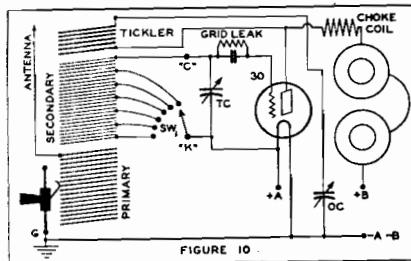 ANTENNA
TICKLER
CHOKE
COIL
GRID LEAK
"C"
30
SECONDARY
TC
SW.
"K"
PRIMARY
+A
OC
+B
G
-A -B
FIGURE 10